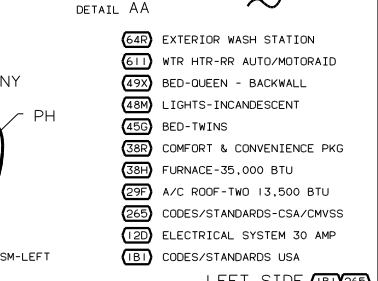 DETAIL AA
64R EXTERIOR WASH STATION
611 WTR HTR-RR AUTO/MOTORAID
49X BED-QUEEN - BACKWALL
NY
48M LIGHTS-INCANDESCENT
PH
45G BED-TWINS
38R COMFORT & CONVENIENCE PKG
38H FURNACE-35,000 BTU
29F A/C ROOF-TWO 13,500 BTU
265 CODES/STANDARDS-CSA/CMVSS
12D ELECTRICAL SYSTEM 30 AMP
SM-LEFT
1B1 CODES/STANDARDS USA
LEFT SIDE 1B1 265